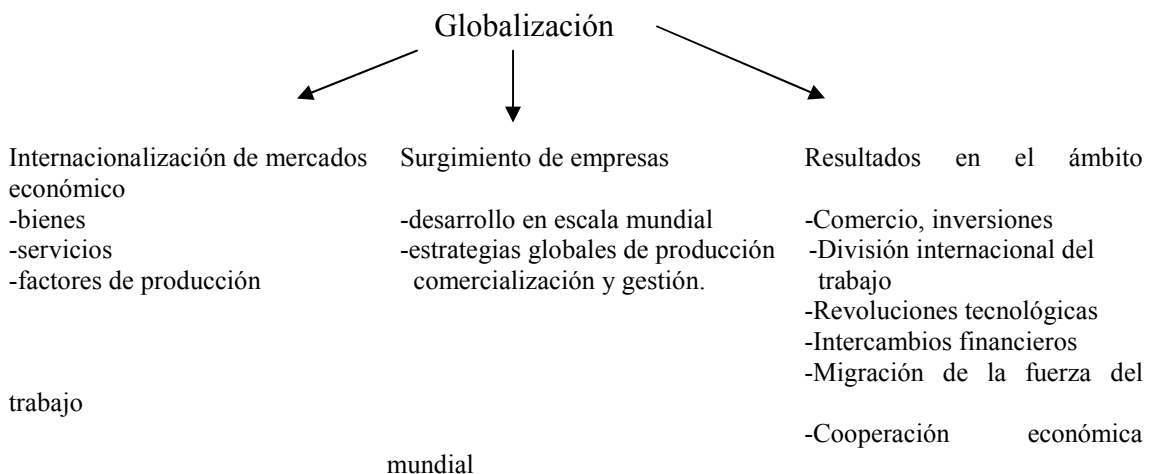 Globalización
Internacionalización de mercados Surgimiento de empresas Resultados en el ámbito
económico
-bienes -desarrollo en escala mundial -Comercio, inversiones
-servicios -estrategias globales de producción -División internacional del
-factores de producción comercialización y gestión. trabajo
-Revoluciones tecnológicas
-Intercambios financieros
-Migración de la fuerza del
trabajo
-Cooperación económica
mundial